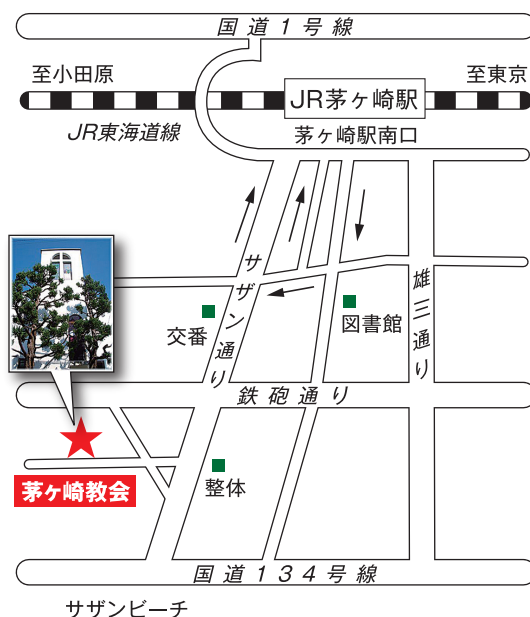 国道1号線
至小田原
至東京
JR茅ヶ崎駅
JR東海道線
茅ヶ崎駅南口
サザン通り
雄三通り
交番
図書館
鉄砲通り
茅ヶ崎教会
整体
国道134号線
サザンビーチ